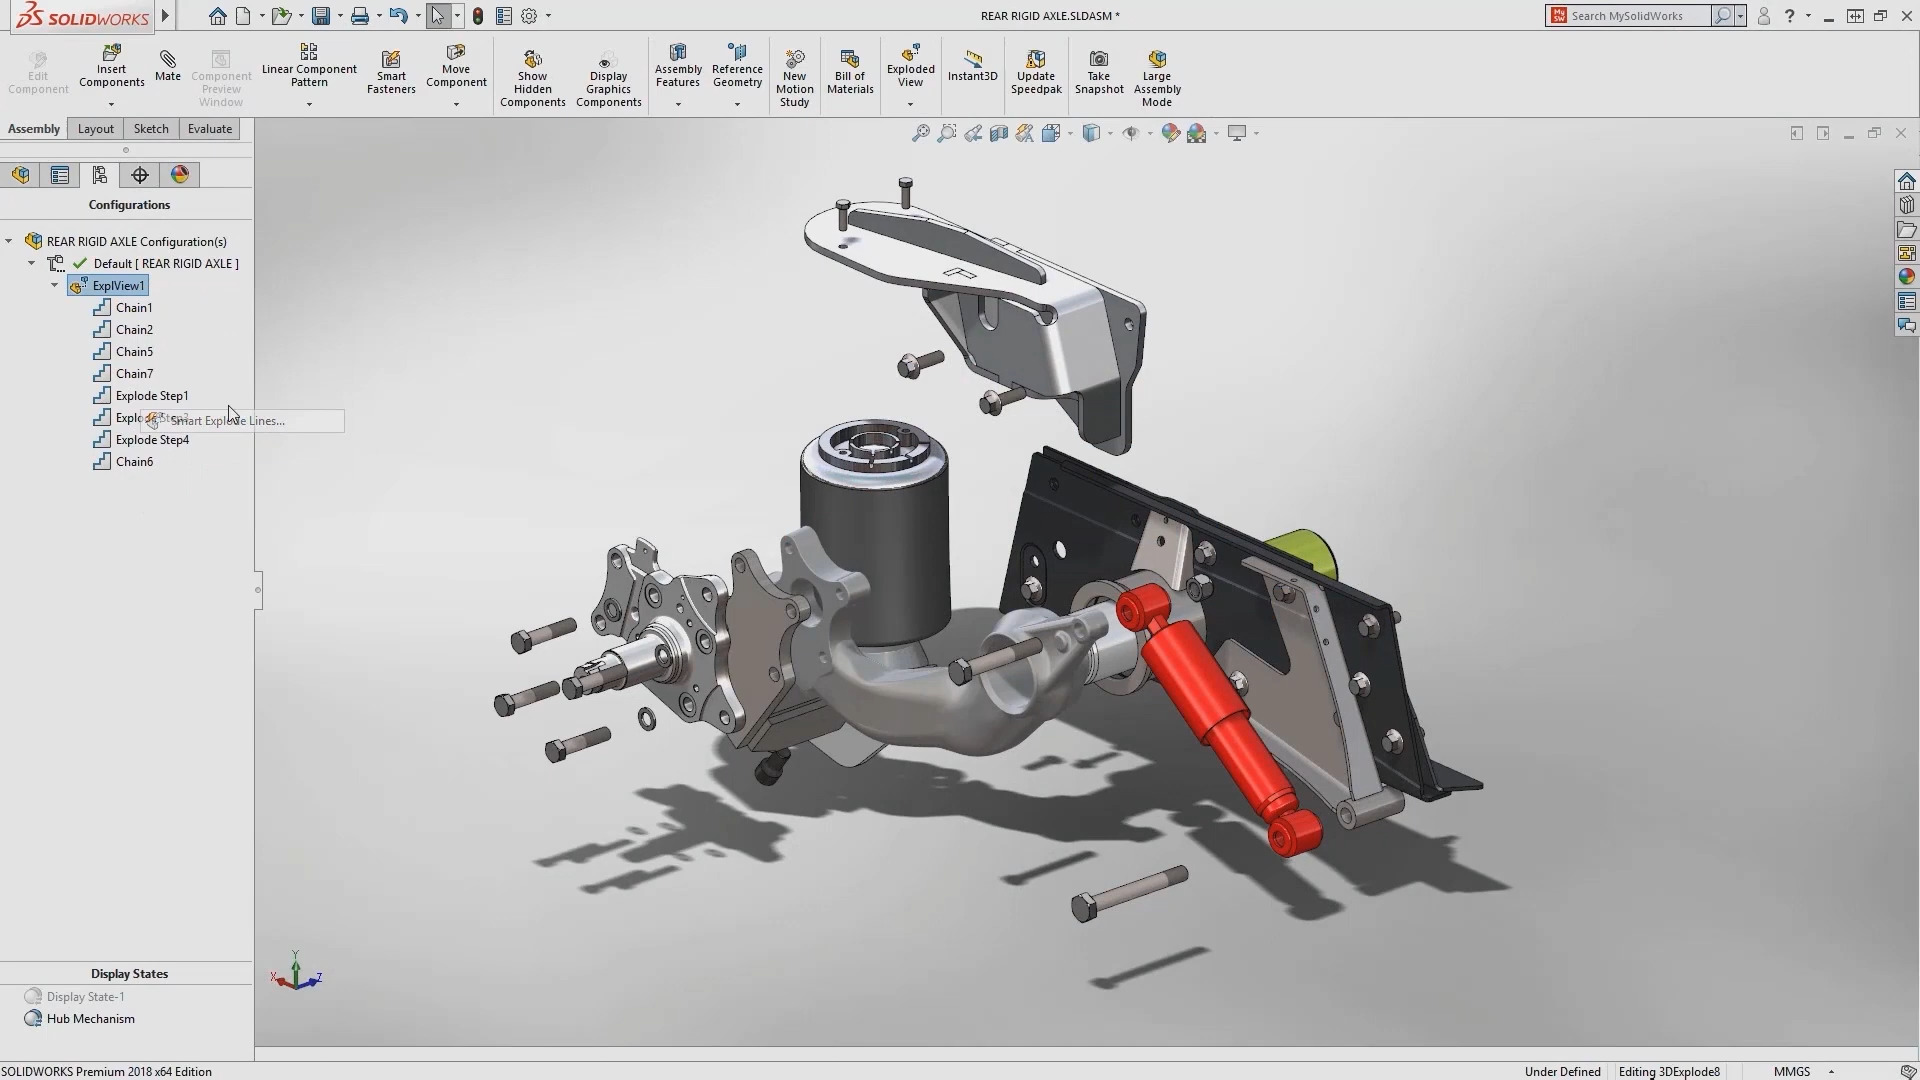 SOLIDWORKS
REAR RIGID AXLE.SLDASM *
Search MySolidWorks
Edit Component
Insert Components
Mate
Component Preview Window
Linear Component Pattern
Smart Fasteners
Move Component
Show Hidden Components
Display Graphics Components
Assembly Features
Reference Geometry
New Motion Study
Bill of Materials
Exploded View
Instant3D
Update Speedpak
Take Snapshot
Large Assembly Mode
Assembly
Layout
Sketch
Evaluate
Configurations
REAR RIGID AXLE Configuration(s)
Default [ REAR RIGID AXLE ]
ExplView1
Chain1
Chain2
Chain5
Chain7
Explode Step1
Smart Explode Lines...
Explode Step4
Chain6
Y
X
Z
Display States
Display State-1
Hub Mechanism
SOLIDWORKS Premium 2018 x64 Edition
Under Defined
Editing 3DExplode8
MMGS